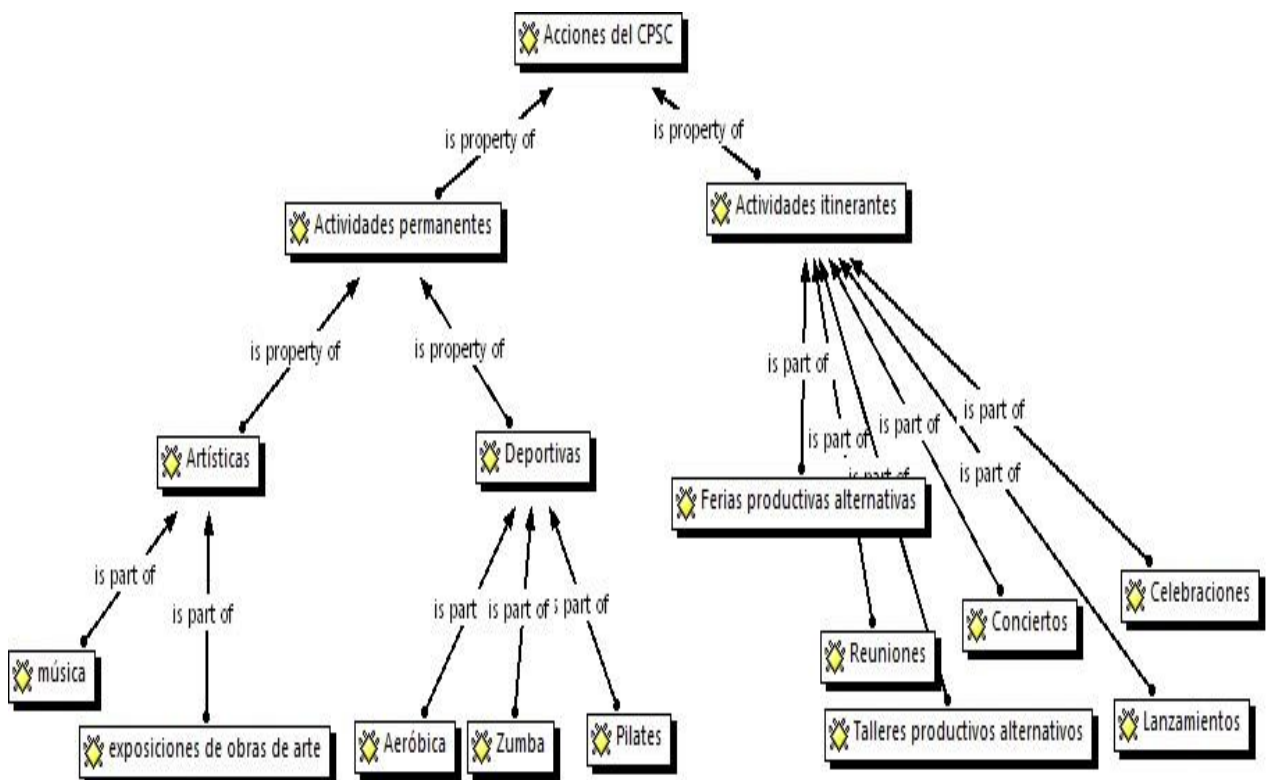 Acciones del CPSC
is property of
is property of
Actividades permanentes
Actividades itinerantes
is property of
is property of
is part of
is part of
is part of
is part of
is part of
is part of
Artísticas
Deportivas
Ferias productivas alternativas
is part of
is part of
is part
is part of
s part of
música
exposiciones de obras de arte
Aeróbica
Zumba
Pilates
Reuniones
Conciertos
Celebraciones
Talleres productivos alternativos
Lanzamientos